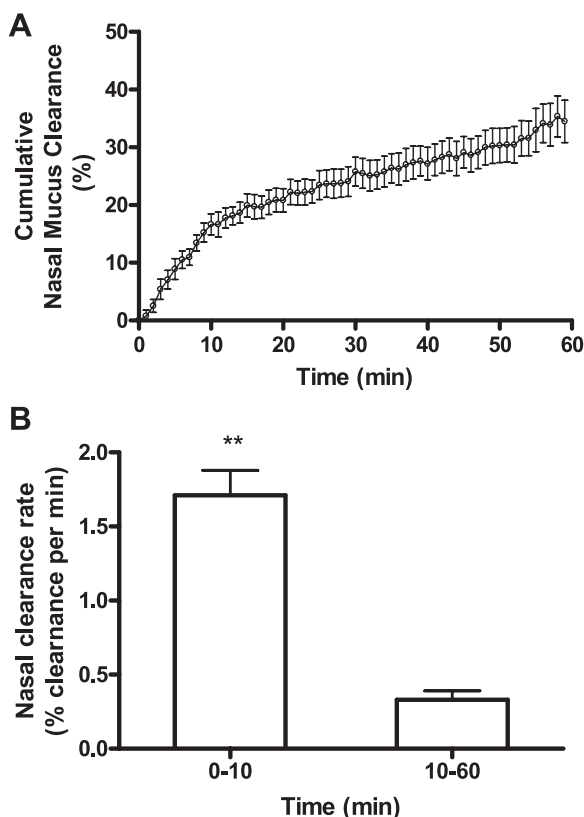 A
Cumulative
Nasal Mucus Clearance
(%)
50
40
30
20
10
0
0 10 20 30 40 50 60
Time (min)
B
Nasal clearance rate
(% clearnance per min)
**
2.0
1.5
1.0
0.5
0.0
0-10 10-60
Time (min)